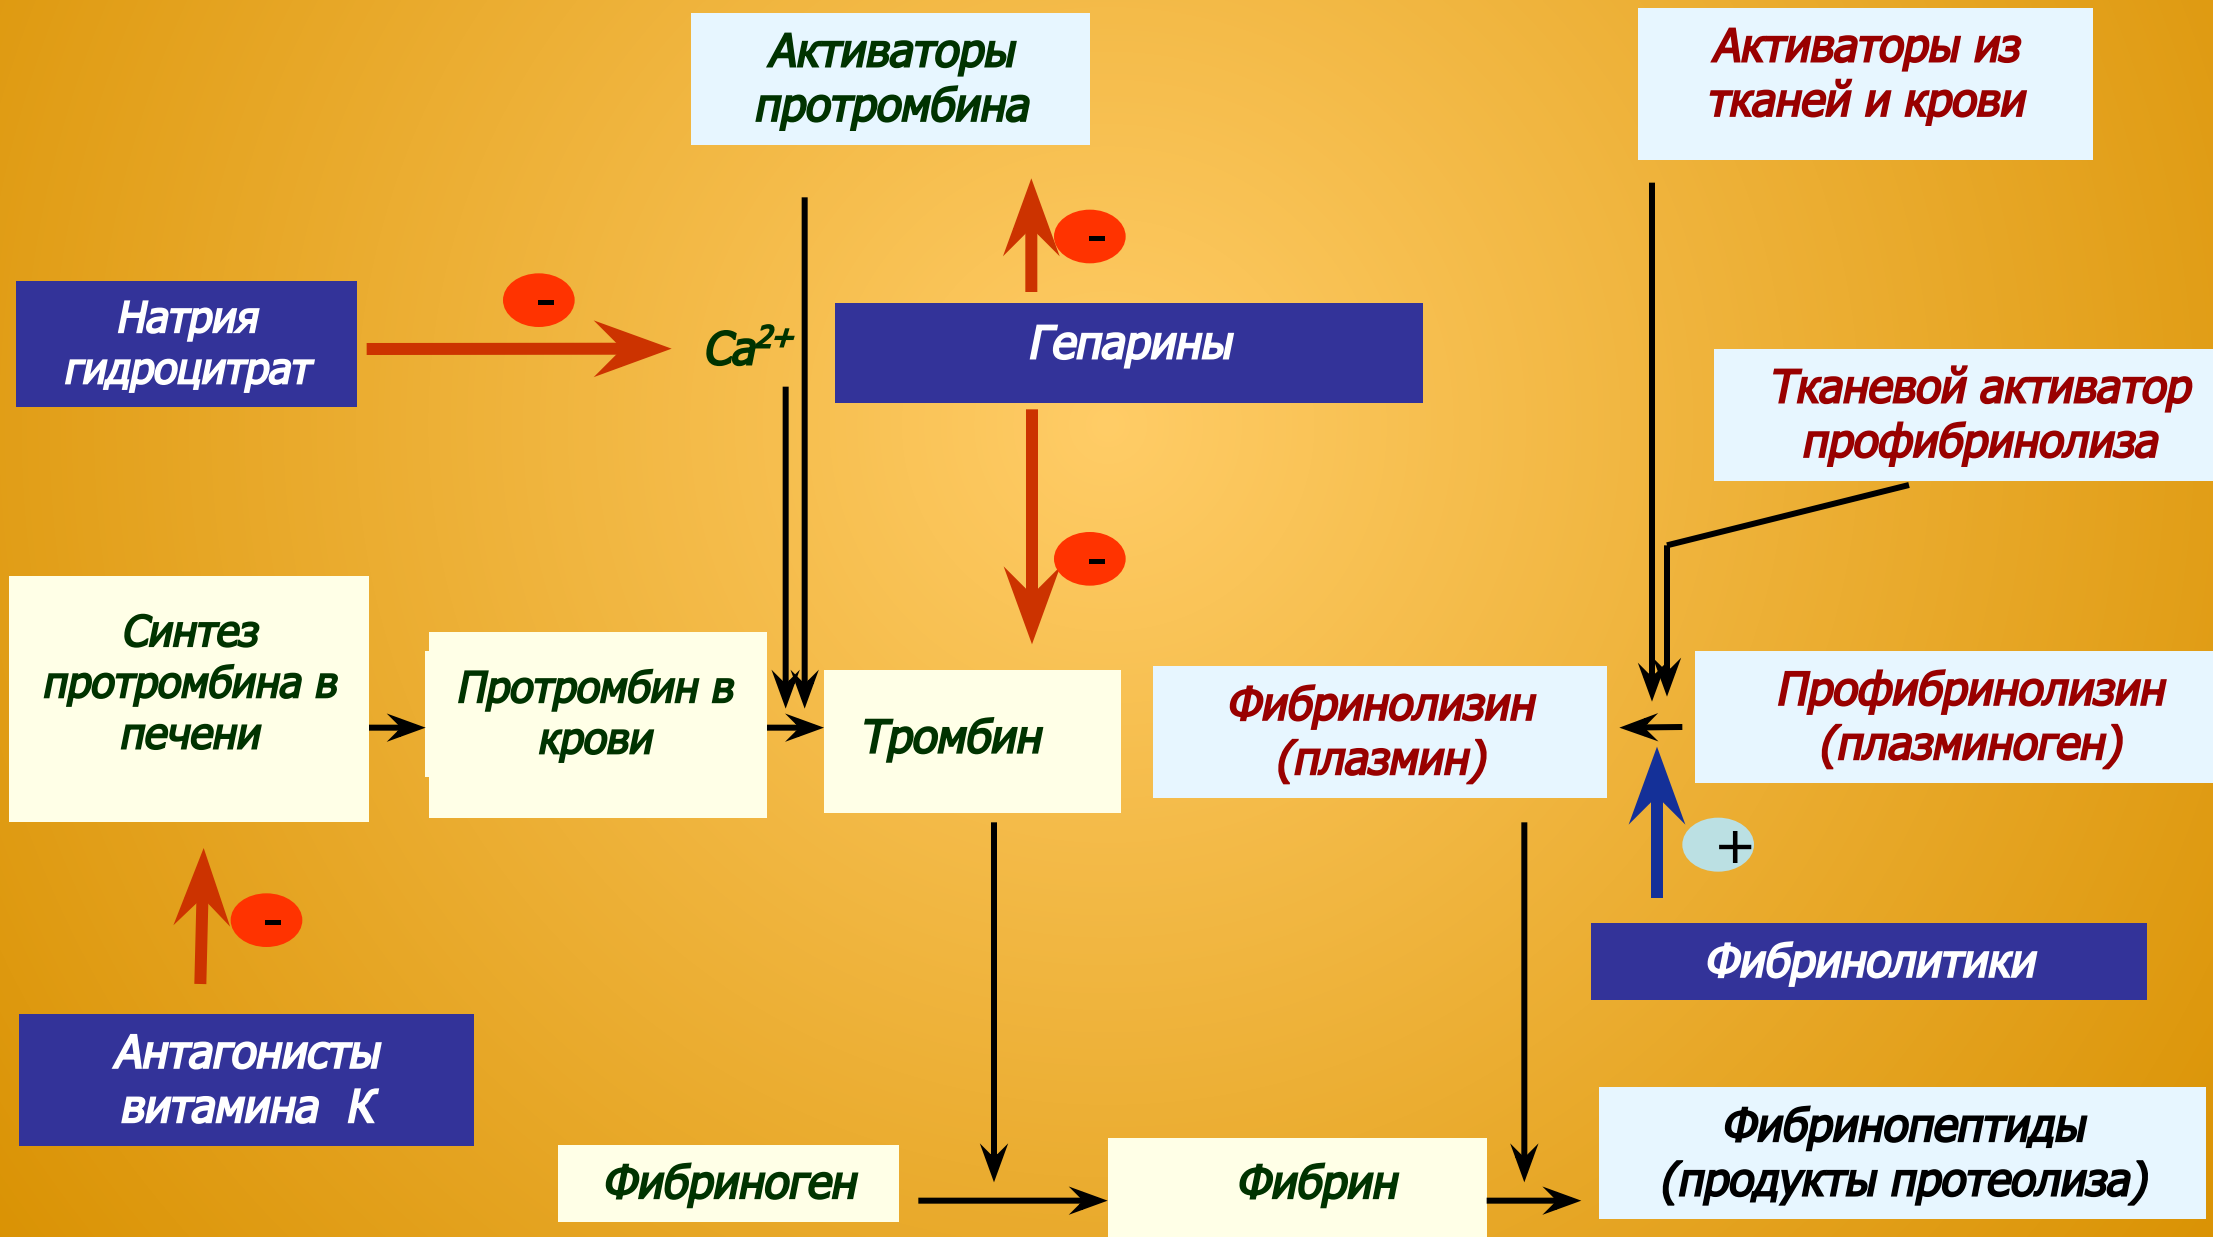 Активаторы
протромбина
Активаторы из
тканей и крови
-
-
Натрия
гидроцитрат
Ca²⁺
Гепарины
Тканевой активатор
профибринолиза
-
Синтез
протромбина в
печени
Протромбин в
крови
Тромбин
Фибринолизин
(плазмин)
Профибринолизин
(плазминоген)
+
-
Фибринолитики
Антагонисты
витамина К
Фибриноген
Фибрин
Фибринопептиды
(продукты протеолиза)